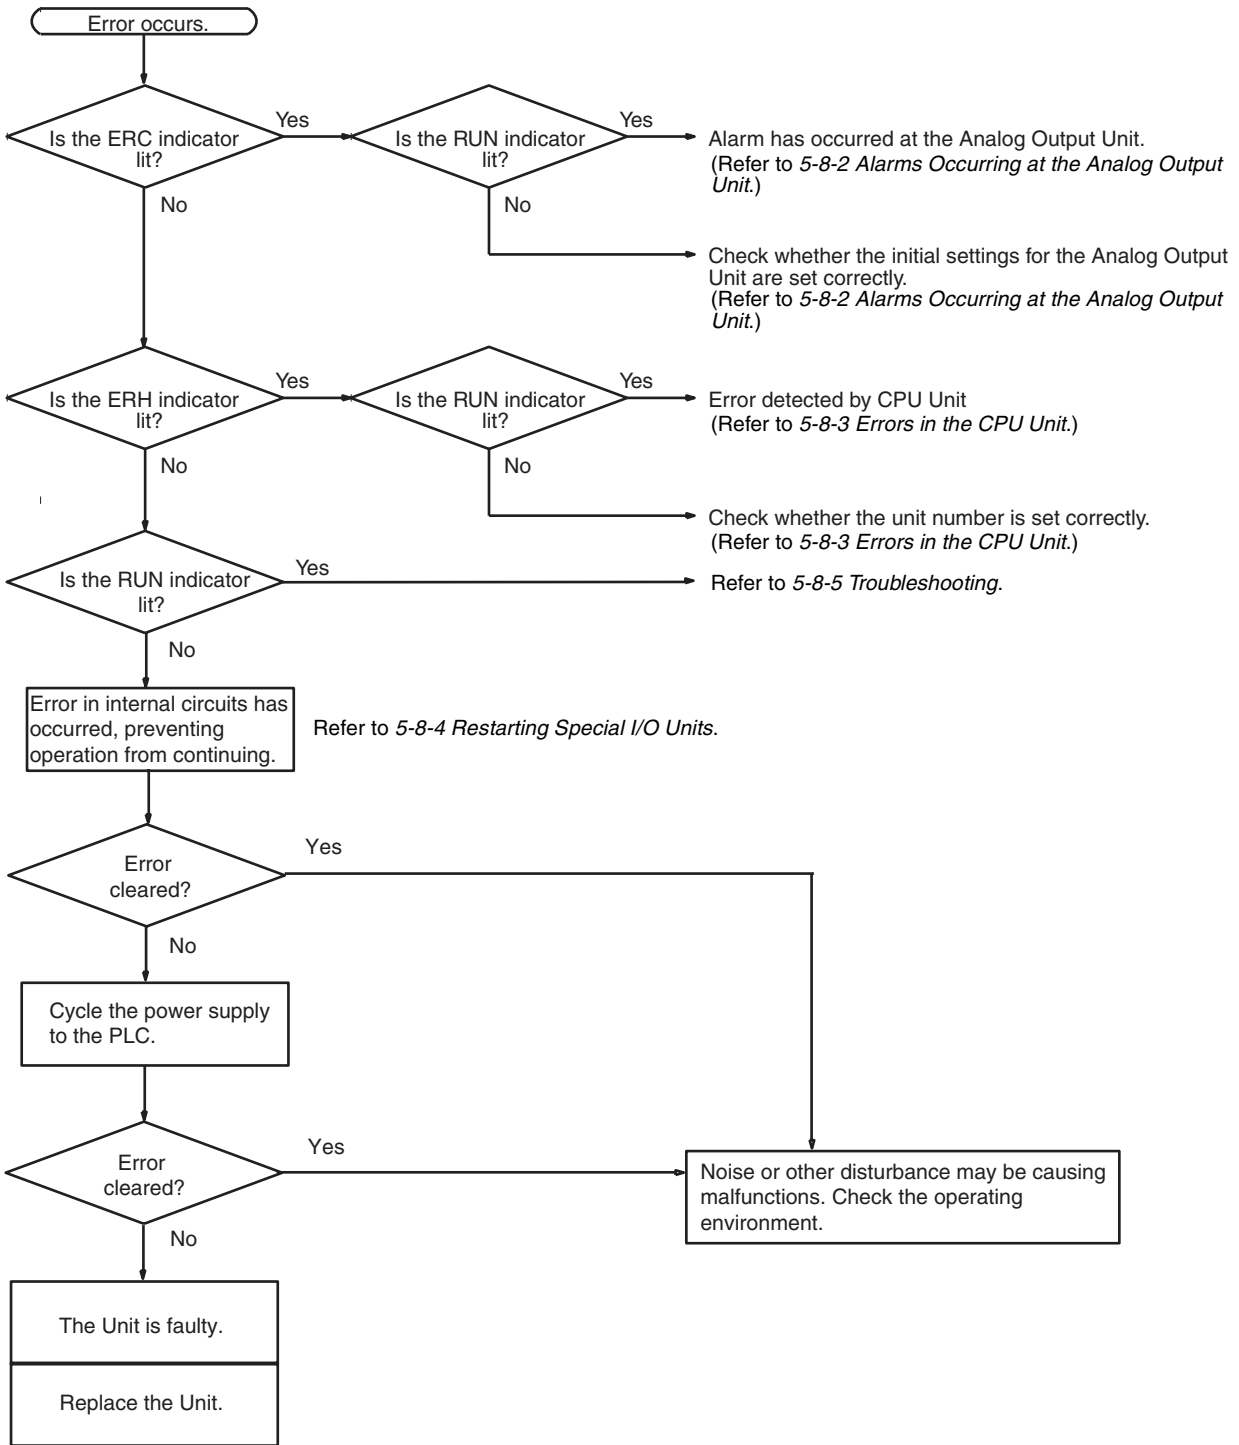 Error occurs.
Is the ERC indicator
lit?
Yes
Is the RUN indicator
lit?
Yes
Alarm has occurred at the Analog Output Unit.
(Refer to 5-8-2 Alarms Occurring at the Analog Output
Unit.)
No
No
Check whether the initial settings for the Analog Output
Unit are set correctly.
(Refer to 5-8-2 Alarms Occurring at the Analog Output
Unit.)
Is the ERH indicator
lit?
Yes
Is the RUN indicator
lit?
Yes
Error detected by CPU Unit
(Refer to 5-8-3 Errors in the CPU Unit.)
No
No
Check whether the unit number is set correctly.
(Refer to 5-8-3 Errors in the CPU Unit.)
Is the RUN indicator
lit?
Yes
Refer to 5-8-5 Troubleshooting.
No
Error in internal circuits has
occurred, preventing
operation from continuing.
Refer to 5-8-4 Restarting Special I/O Units.
Error
cleared?
Yes
No
Cycle the power supply
to the PLC.
Error
cleared?
Yes
Noise or other disturbance may be causing
malfunctions. Check the operating
environment.
No
The Unit is faulty.
Replace the Unit.